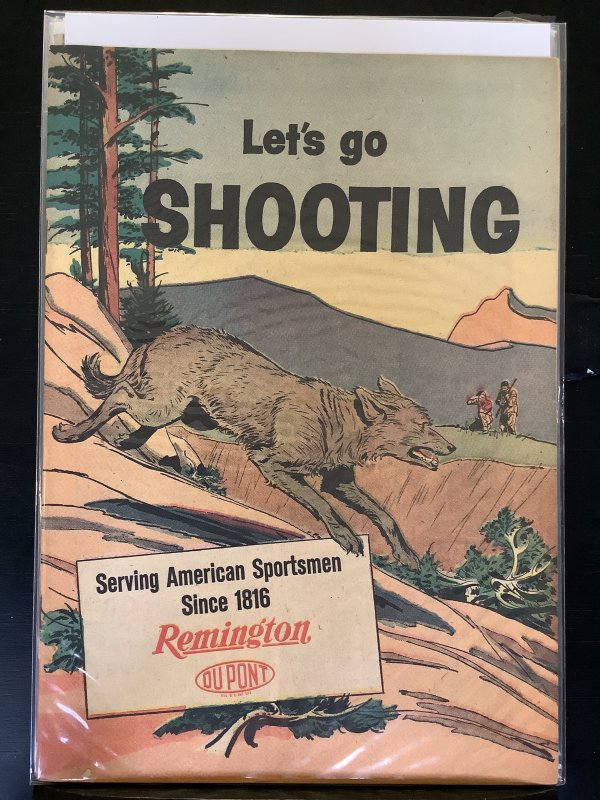 Let's go
SHOOTING
Serving American Sportsmen
Since 1816
Remington
DU PONT